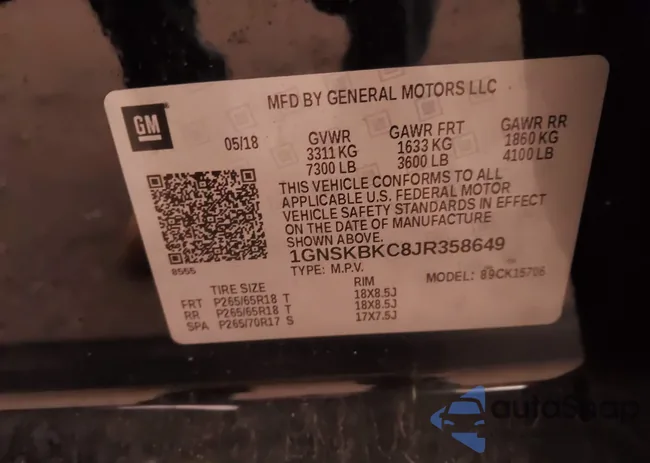 MFD BY GENERAL MOTORS LLC
GM
05/18 GVWR GAWR FRT GAWR RR
3311 KG 1633 KG 1860 KG
7300 LB 3600 LB 4100 LB
THIS VEHICLE CONFORMS TO ALL
APPLICABLE U.S. FEDERAL MOTOR
VEHICLE SAFETY STANDARDS IN EFFECT
ON THE DATE OF MANUFACTURE
SHOWN ABOVE.
1GNSKBKC8JR358649
8555
TYPE: M.P.V. MODEL: 89CK15706
TIRE SIZE RIM
FRT P265/65R18 T 18X8.5J
RR P265/65R18 T 18X8.5J
SPA P265/70R17 S 17X7.5J
autoSnap